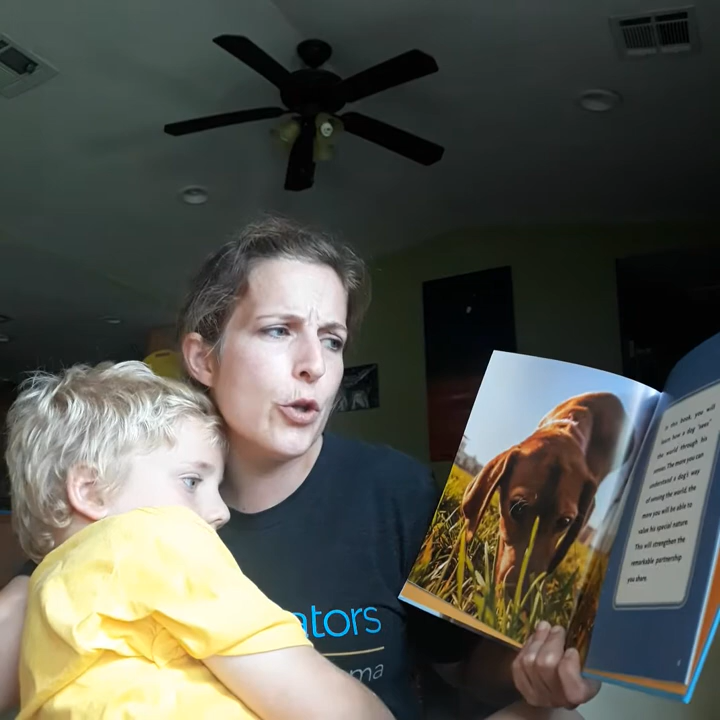 In this book, you will
learn how a dog "sees"
the world through his
senses. The more you can
understand a dog's way
of sensing the world, the
more you will be able to
value his special nature.
This will strengthen the
remarkable partnership
you share.
ators
ma